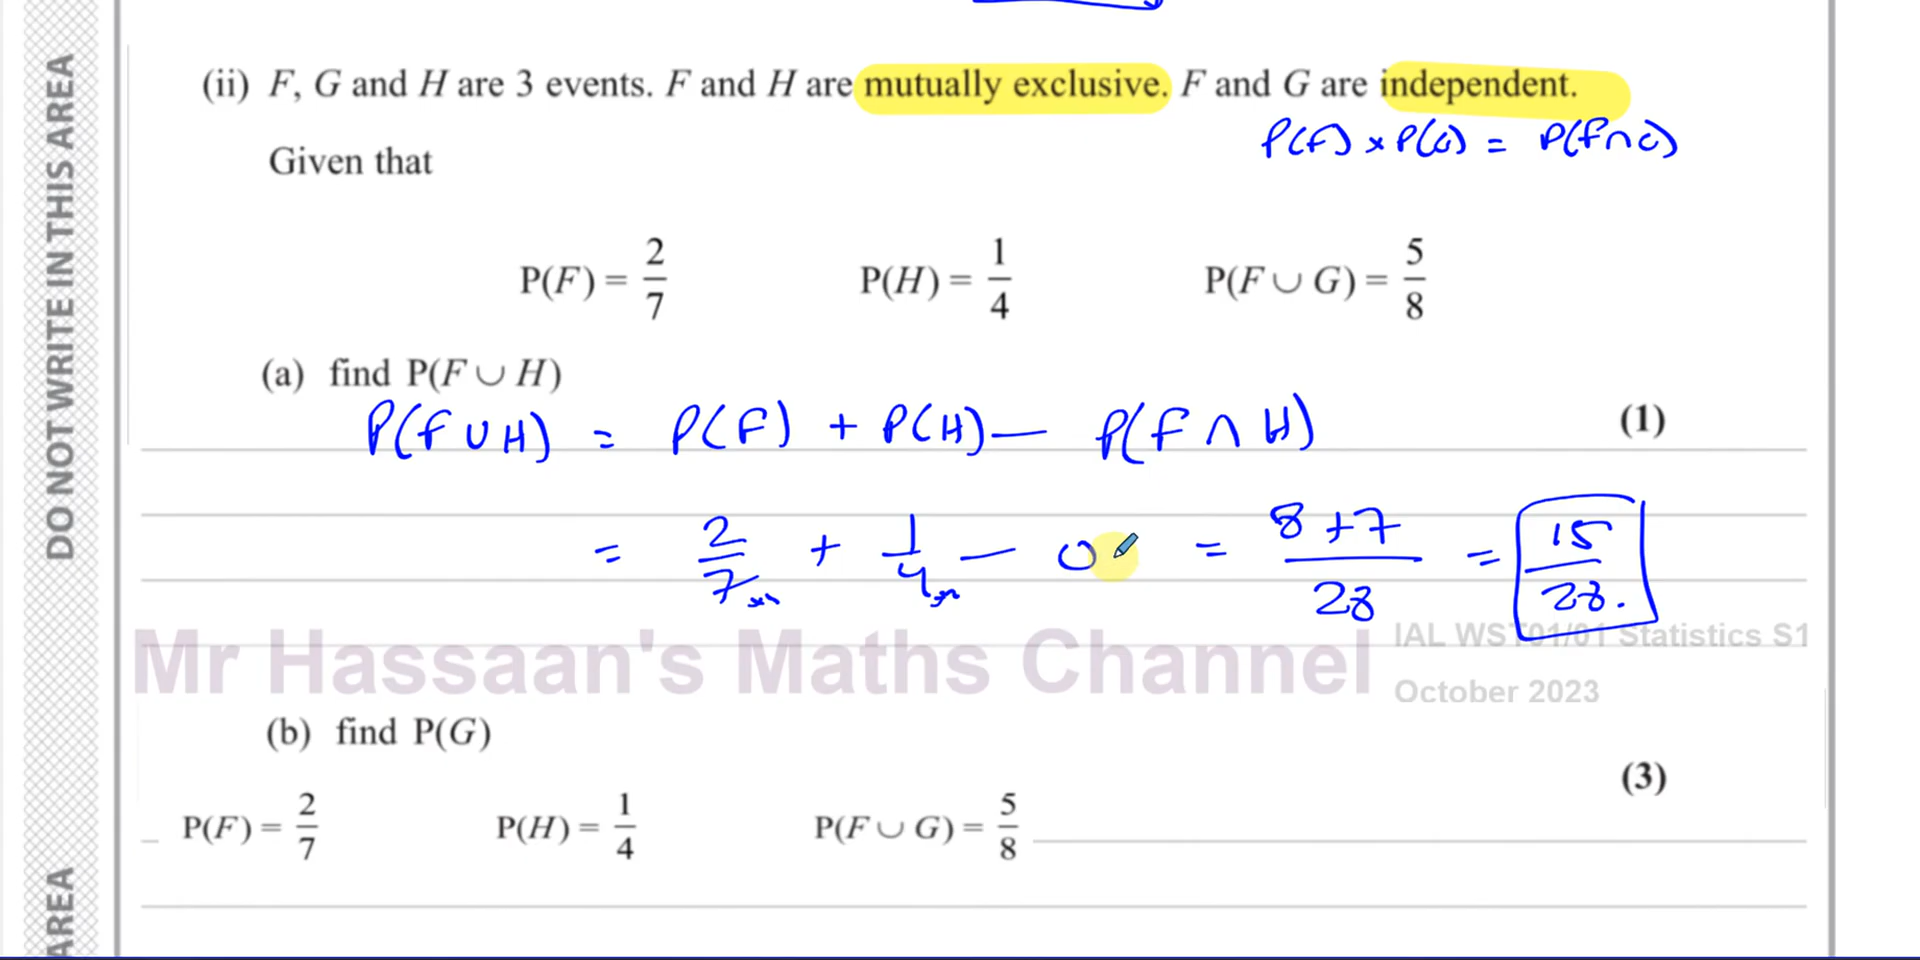 (ii) F, G and H are 3 events. F and H are mutually exclusive. F and G are independent.
P(F) × P(G) = P(F∩G)
Given that
P(F) = 2/7 P(H) = 1/4 P(F ∪ G) = 5/8
(a) find P(F ∪ H)
(1)
P(F ∪ H) = P(F) + P(H) — P(F ∩ H)
= 2/7 + 1/4 — 0 = 8+7/28 = 15/28.
Mr Hassaan's Maths Channel
IAL WST01/01 Statistics S1
October 2023
(b) find P(G)
(3)
P(F) = 2/7 P(H) = 1/4 P(F ∪ G) = 5/8
DO NOT WRITE IN THIS AREA
AREA